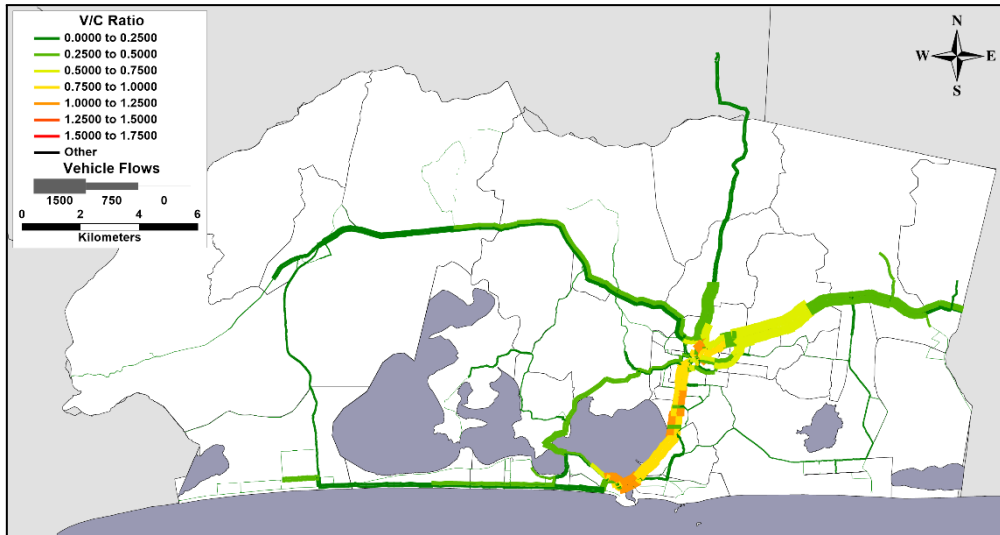 V/C Ratio
0.0000 to 0.2500
0.2500 to 0.5000
0.5000 to 0.7500
0.7500 to 1.0000
1.0000 to 1.2500
1.2500 to 1.5000
1.5000 to 1.7500
Other
Vehicle Flows
1500 750 0
0 2 4 6
Kilometers
N
W E
S